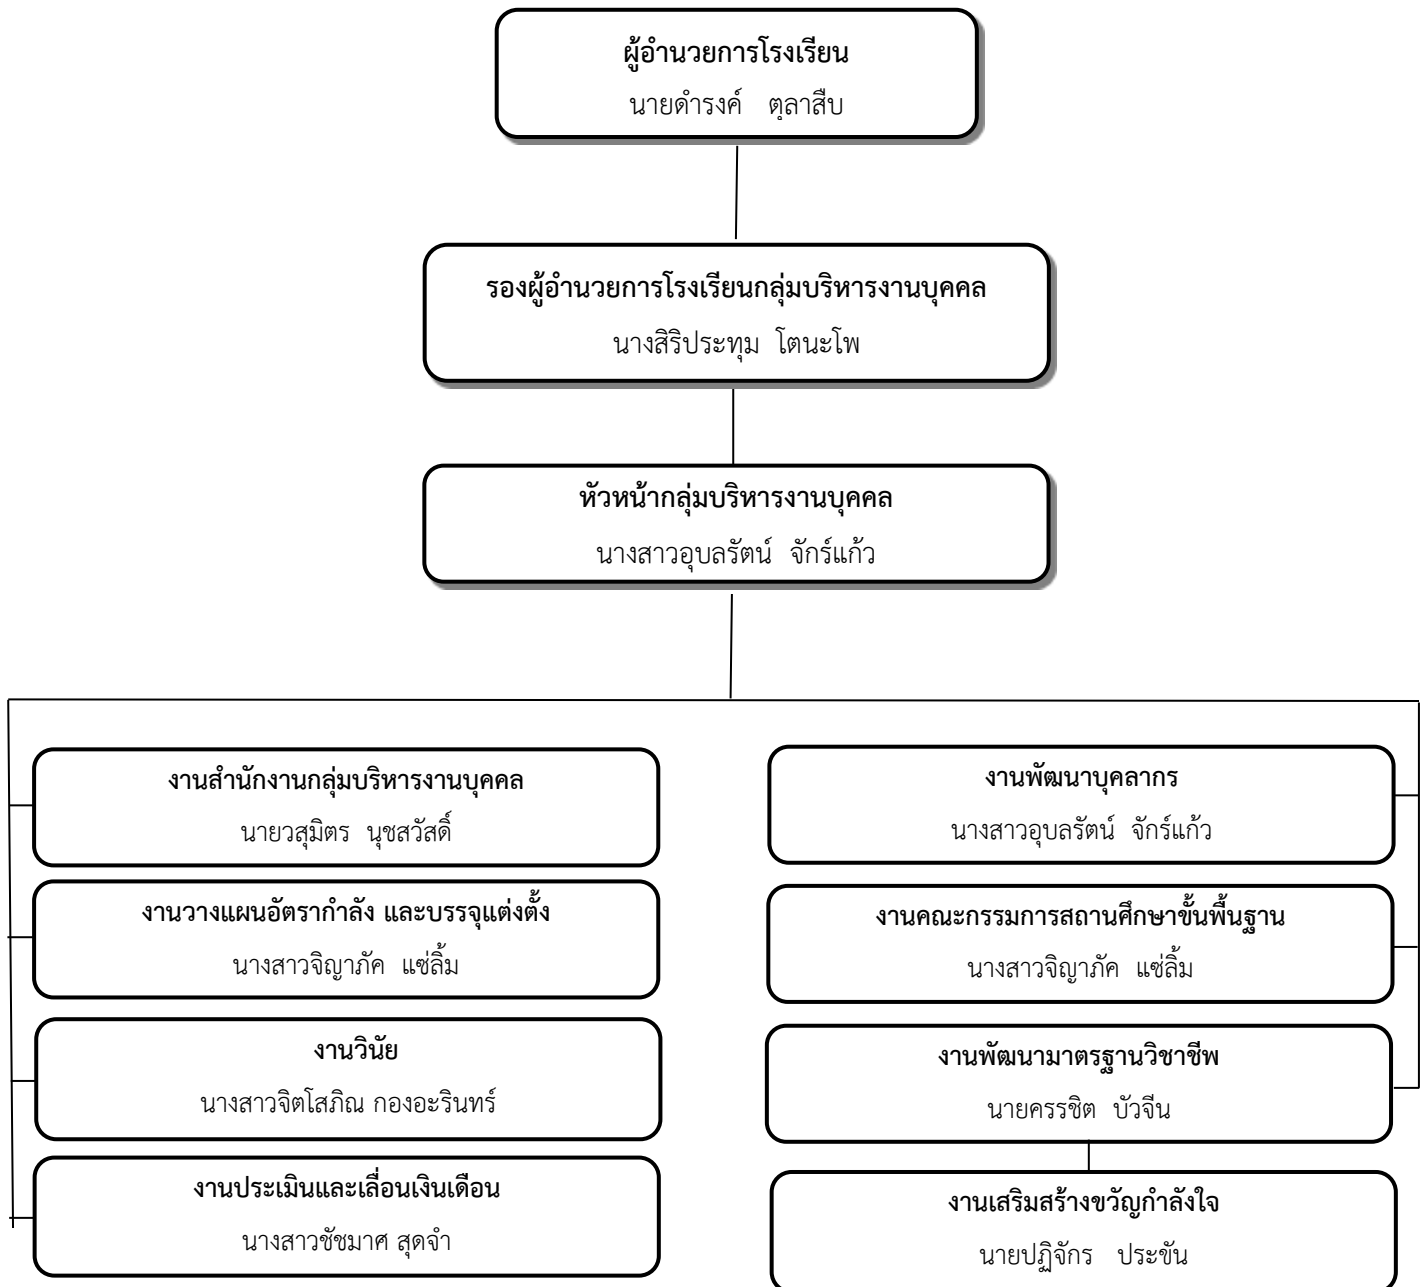 ผู้อำนวยการโรงเรียน
นายดำรงค์ ตุลาสืบ
รองผู้อำนวยการโรงเรียนกลุ่มบริหารงานบุคคล
นางสิริประทุม โตนะโพ
หัวหน้ากลุ่มบริหารงานบุคคล
นางสาวอุบลรัตน์ จักร์แก้ว
งานสำนักงานกลุ่มบริหารงานบุคคล
นายวสุมิตร นุชสวัสดิ์
งานวางแผนอัตรากำลัง และบรรจุแต่งตั้ง
นางสาวจิญาภัค แซ่ลิ้ม
งานวินัย
นางสาวจิตโสภิณ กองอะรินทร์
งานประเมินและเลื่อนเงินเดือน
นางสาวชัชมาศ สุดจำ
งานพัฒนาบุคลากร
นางสาวอุบลรัตน์ จักร์แก้ว
งานคณะกรรมการสถานศึกษาขั้นพื้นฐาน
นางสาวจิญาภัค แซ่ลิ้ม
งานพัฒนามาตรฐานวิชาชีพ
นายครรชิต บัวจีน
งานเสริมสร้างขวัญกำลังใจ
นายปฏิจักร ประขัน